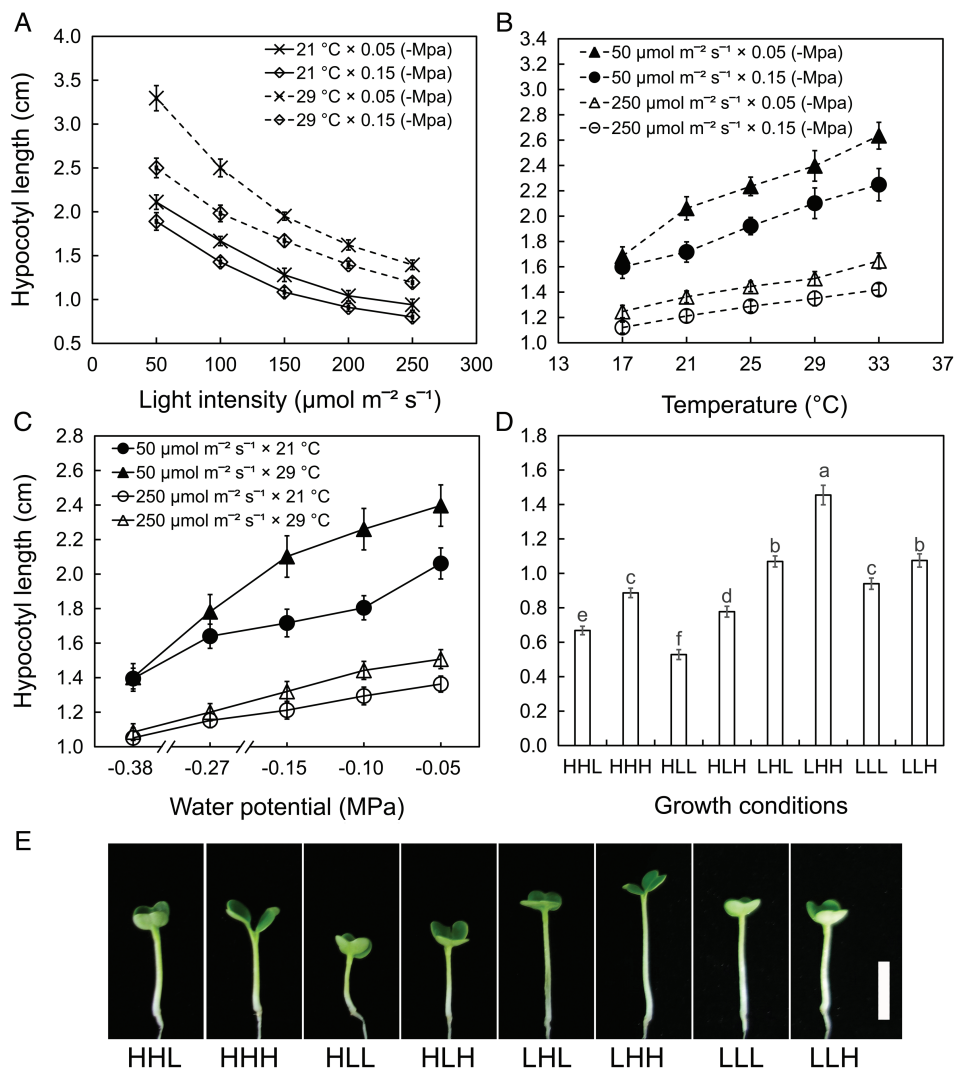 A
4.0
3.5
3.0
2.5
2.0
1.5
1.0
0.5
Hypocotyl length (cm)
21 °C × 0.05 (-Mpa)
21 °C × 0.15 (-Mpa)
29 °C × 0.05 (-Mpa)
29 °C × 0.15 (-Mpa)
0 50 100 150 200 250 300
Light intensity (µmol m⁻² s⁻¹)
B
3.4
3.2
3.0
2.8
2.6
2.4
2.2
2.0
1.8
1.6
1.4
1.2
1.0
50 µmol m⁻² s⁻¹ × 0.05 (-Mpa)
50 µmol m⁻² s⁻¹ × 0.15 (-Mpa)
250 µmol m⁻² s⁻¹ × 0.05 (-Mpa)
250 µmol m⁻² s⁻¹ × 0.15 (-Mpa)
13 17 21 25 29 33 37
Temperature (°C)
C
2.8
2.6
2.4
2.2
2.0
1.8
1.6
1.4
1.2
1.0
Hypocotyl length (cm)
50 µmol m⁻² s⁻¹ × 21 °C
50 µmol m⁻² s⁻¹ × 29 °C
250 µmol m⁻² s⁻¹ × 21 °C
250 µmol m⁻² s⁻¹ × 29 °C
-0.38 -0.27 -0.15 -0.10 -0.05
Water potential (MPa)
D
1.8
1.6
1.4
1.2
1.0
0.8
0.6
0.4
0.2
0.0
e c f d b a c b
HHL HHH HLL HLH LHL LHH LLL LLH
Growth conditions
E
HHL HHH HLL HLH LHL LHH LLL LLH